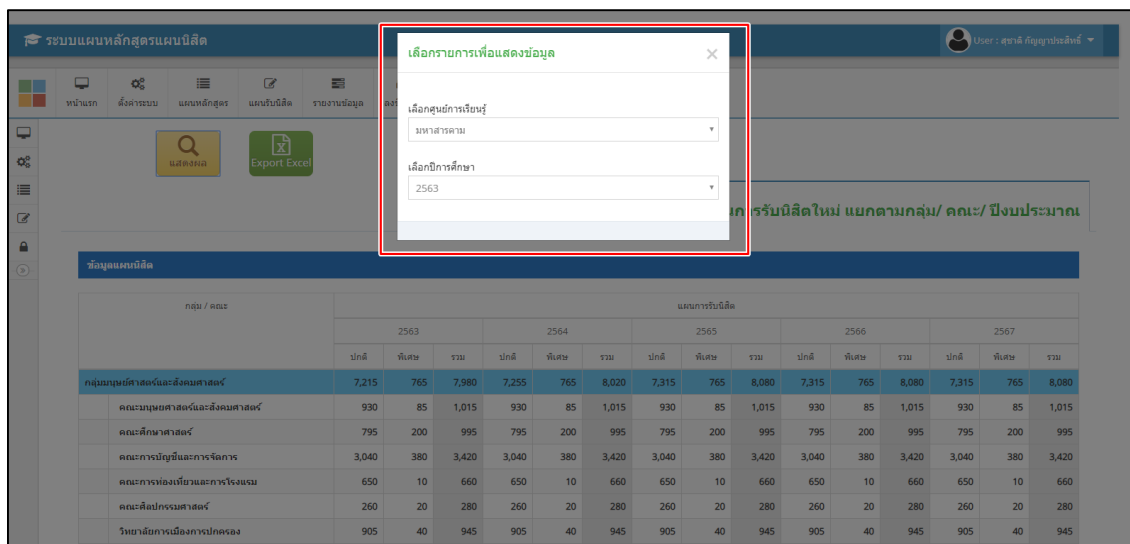 ระบบแผนหลักสูตรแผนนิสิต
User : สุชาติ กัญญาประสิทธิ์
เลือกรายการเพื่อแสดงข้อมูล
หน้าแรก ตั้งค่าระบบ แผนหลักสูตร แผนรับนิสิต รายงานข้อมูล
เลือกศูนย์การเรียนรู้
มหาสารคาม
แสดงผล Export Excel
เลือกปีการศึกษา
2563
การรับนิสิตใหม่ แยกตามกลุ่ม/ คณะ/ ปีงบประมาณ
ข้อมูลแผนนิสิต
กลุ่ม / คณะ แผนการรับนิสิต
2563 2564 2565 2566 2567
ปกติ พิเศษ รวม ปกติ พิเศษ รวม ปกติ พิเศษ รวม ปกติ พิเศษ รวม ปกติ พิเศษ รวม
กลุ่มมนุษย์ศาสตร์และสังคมศาสตร์ 7,215 765 7,980 7,255 765 8,020 7,315 765 8,080 7,315 765 8,080 7,315 765 8,080
คณะมนุษยศาสตร์และสังคมศาสตร์ 930 85 1,015 930 85 1,015 930 85 1,015 930 85 1,015 930 85 1,015
คณะศึกษาศาสตร์ 795 200 995 795 200 995 795 200 995 795 200 995 795 200 995
คณะการบัญชีและการจัดการ 3,040 380 3,420 3,040 380 3,420 3,040 380 3,420 3,040 380 3,420 3,040 380 3,420
คณะการท่องเที่ยวและการโรงแรม 650 10 660 650 10 660 650 10 660 650 10 660 650 10 660
คณะศิลปกรรมศาสตร์ 260 20 280 260 20 280 260 20 280 260 20 280 260 20 280
วิทยาลัยการเมืองการปกครอง 905 40 945 905 40 945 905 40 945 905 40 945 905 40 945